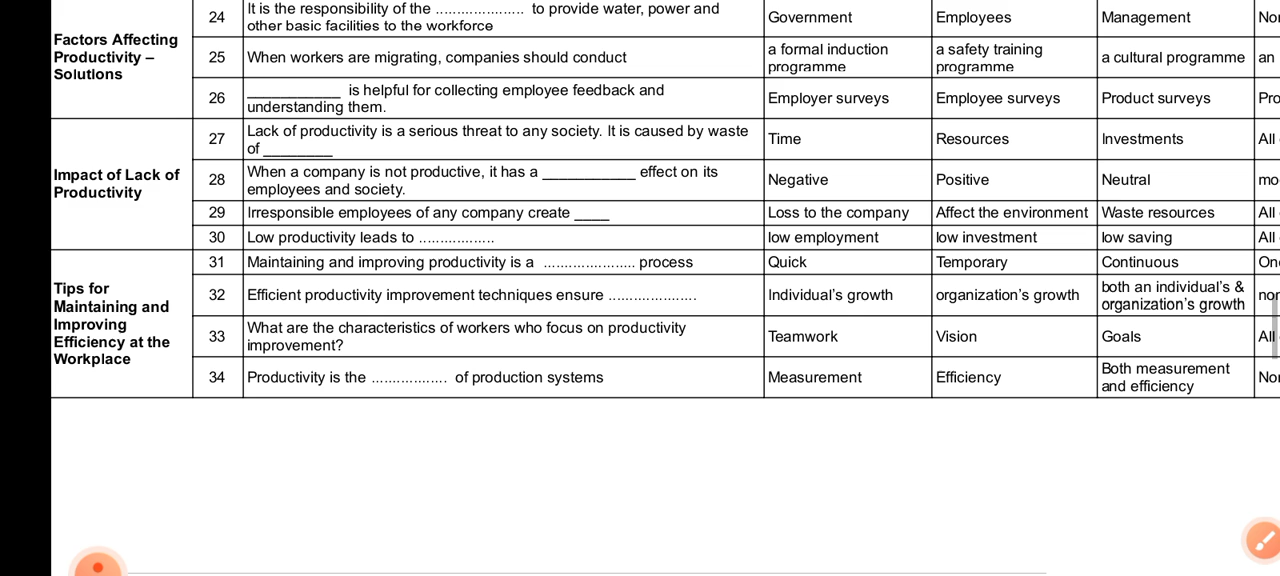 24
It is the responsibility of the ..................... to provide water, power and
other basic facilities to the workforce
Government
Employees
Management
Factors Affecting
Productivity –
Solutions
25
When workers are migrating, companies should conduct
a formal induction
programme
a safety training
programme
a cultural programme
an
26
___________ is helpful for collecting employee feedback and
understanding them.
Employer surveys
Employee surveys
Product surveys
Pro
Impact of Lack of
Productivity
27
Lack of productivity is a serious threat to any society. It is caused by waste
of ________
Time
Resources
Investments
All
28
When a company is not productive, it has a ___________ effect on its
employees and society.
Negative
Positive
Neutral
mo
29
Irresponsible employees of any company create ____
Loss to the company
Affect the environment
Waste resources
All
30
Low productivity leads to ..................
low employment
low investment
low saving
All
Tips for
Maintaining and
Improving
Efficiency at the
Workplace
31
Maintaining and improving productivity is a ...................... process
Quick
Temporary
Continuous
32
Efficient productivity improvement techniques ensure .....................
Individual’s growth
organization’s growth
both an individual’s &
organization’s growth
33
What are the characteristics of workers who focus on productivity
improvement?
Teamwork
Vision
Goals
All
34
Productivity is the .................. of production systems
Measurement
Efficiency
Both measurement
and efficiency